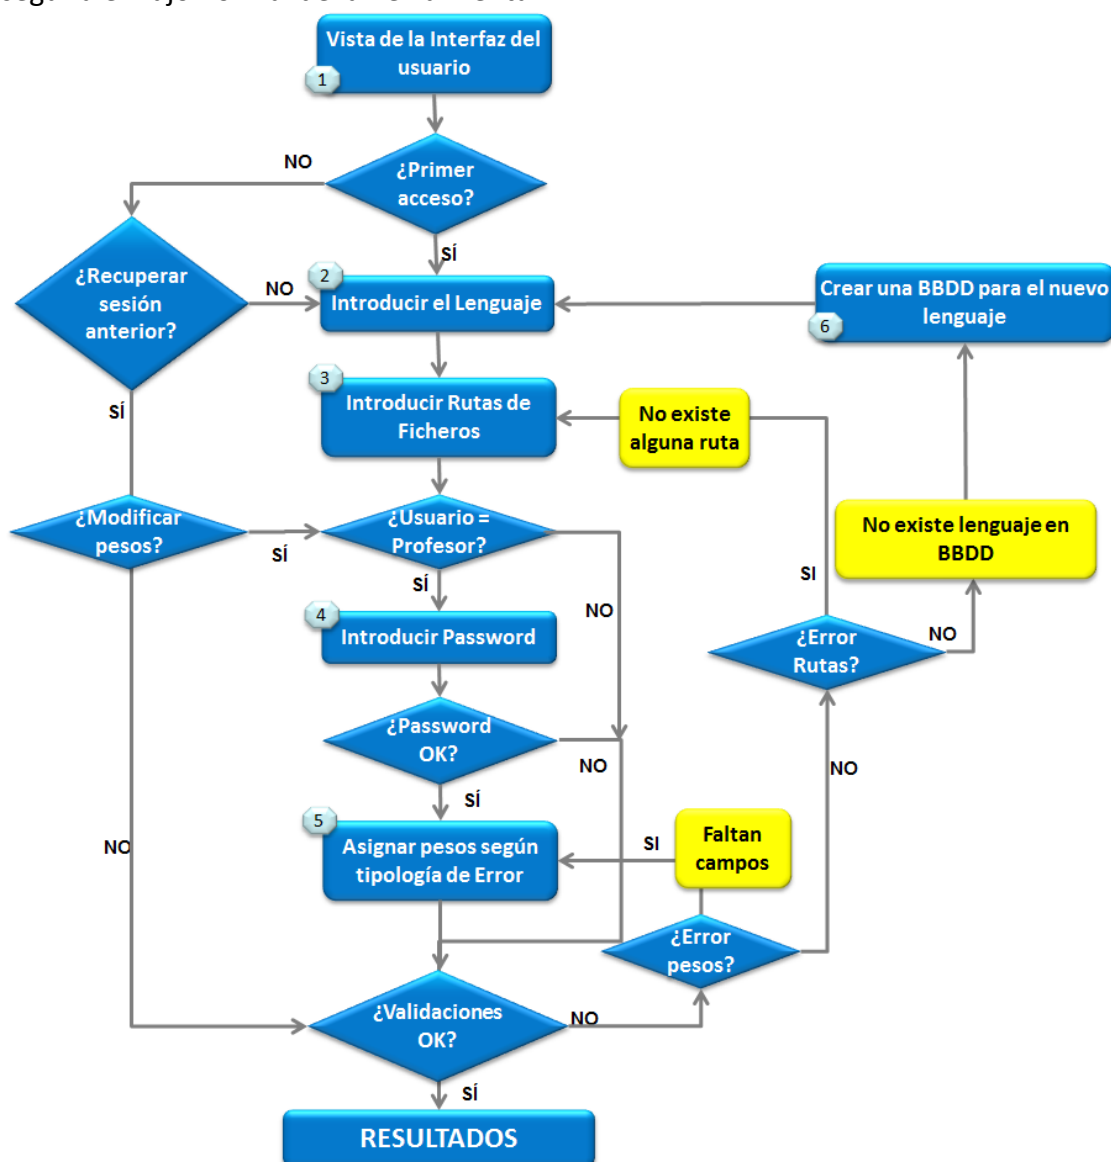 Vista de la Interfaz del
usuario
1
¿Primer
acceso?
NO
SÍ
¿Recuperar
sesión
anterior?
NO
SÍ
2
Introducir el Lenguaje
Crear una BBDD para el nuevo
lenguaje
6
3
Introducir Rutas de
Ficheros
No existe
alguna ruta
¿Modificar
pesos?
SÍ
NO
¿Usuario =
Profesor?
SÍ
NO
No existe lenguaje en
BBDD
SI
NO
¿Error
Rutas?
NO
4
Introducir Password
¿Password
OK?
NO
SÍ
5
Asignar pesos según
tipología de Error
SI
Faltan
campos
¿Error
pesos?
¿Validaciones
OK?
NO
SÍ
RESULTADOS